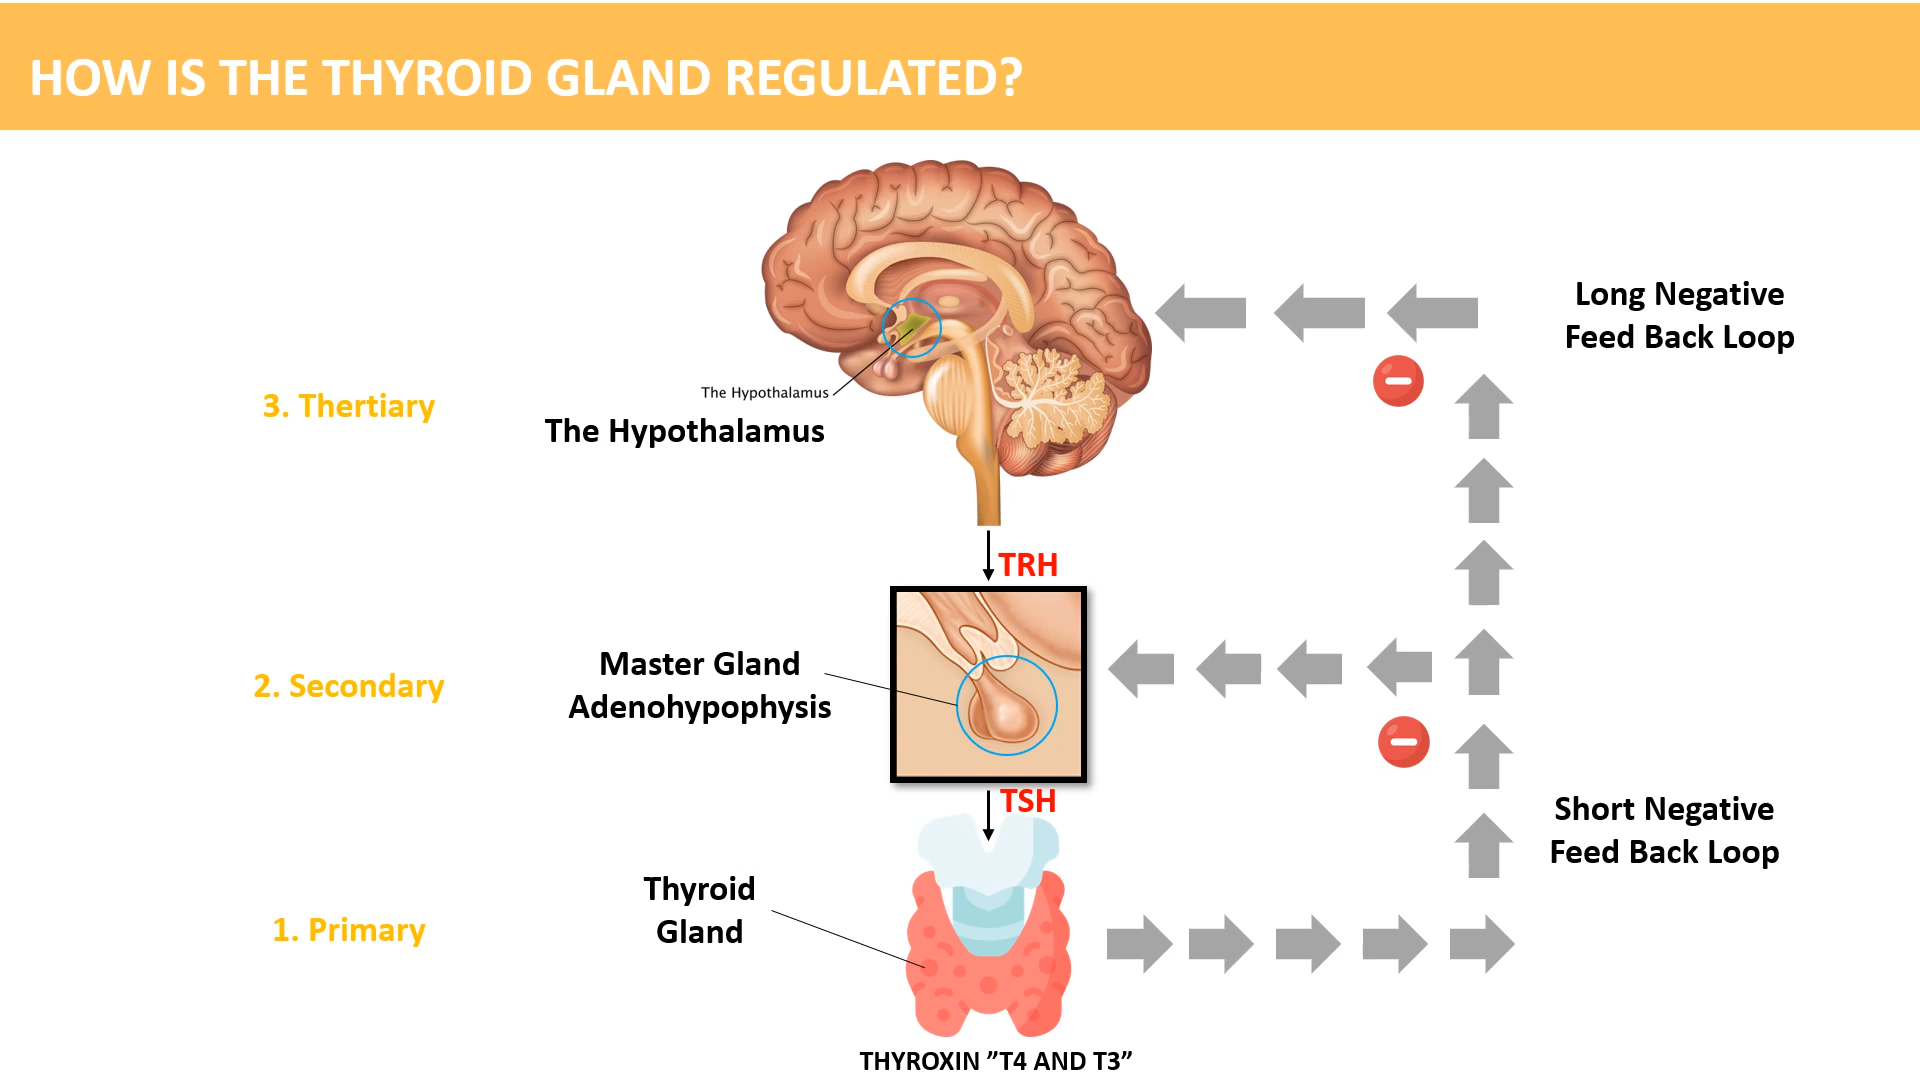 HOW IS THE THYROID GLAND REGULATED?
Long Negative
Feed Back Loop
The Hypothalamus
3. Thertiary
The Hypothalamus
TRH
Master Gland
Adenohypophysis
2. Secondary
TSH
Short Negative
Feed Back Loop
Thyroid
Gland
1. Primary
THYROXIN ”T4 AND T3”